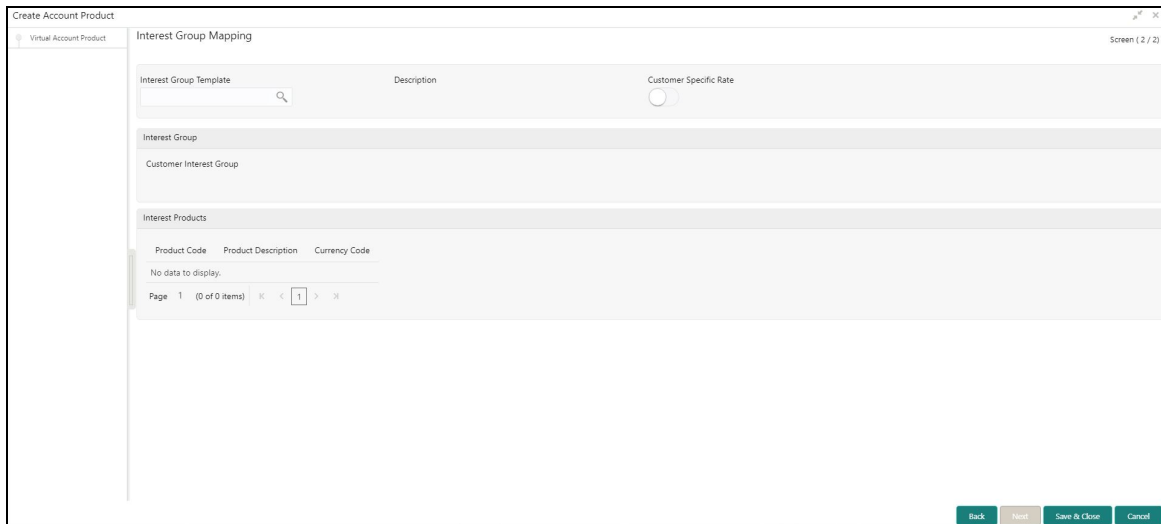 Create Account Product
Virtual Account Product
Interest Group Mapping
Screen ( 2 / 2)
Interest Group Template
Description
Customer Specific Rate
Interest Group
Customer Interest Group
Interest Products
Product Code Product Description Currency Code
No data to display.
Page 1 (0 of 0 items) 1
Back Next Save & Close Cancel